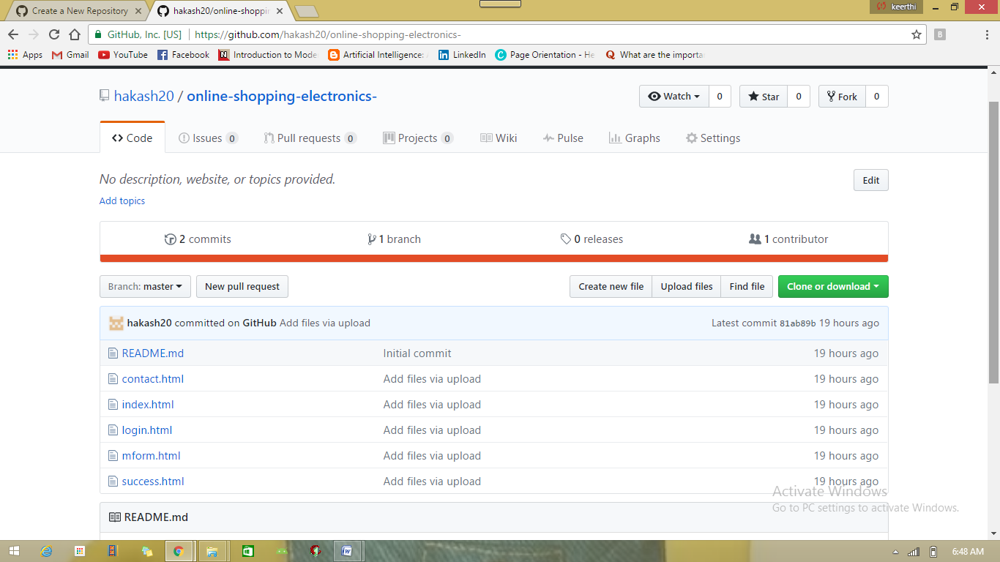 Create a New Repository
hakash20/online-shoppin
keerthi
GitHub, Inc. [US]
https://github.com/hakash20/online-shopping-electronics-
B
Apps
Gmail
YouTube
Facebook
Introduction to Mode
Artificial Intelligence:
LinkedIn
Page Orientation - He
What are the importa
hakash20 / online-shopping-electronics-
Watch 0
Star 0
Fork 0
Code
Issues 0
Pull requests 0
Projects 0
Wiki
Pulse
Graphs
Settings
No description, website, or topics provided.
Edit
Add topics
2 commits
1 branch
0 releases
1 contributor
Branch: master
New pull request
Create new file
Upload files
Find file
Clone or download
hakash20 committed on GitHub Add files via upload
Latest commit 81ab89b 19 hours ago
README.md Initial commit 19 hours ago
contact.html Add files via upload 19 hours ago
index.html Add files via upload 19 hours ago
login.html Add files via upload 19 hours ago
mform.html Add files via upload 19 hours ago
success.html Add files via upload 19 hours ago
Activate Windows
Go to PC settings to activate Windows.
README.md
6:48 AM